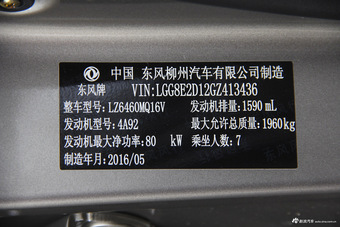 中国 东风柳州汽车有限公司制造
东风牌 VIN:LGG8E2D12GZ413436
整车型号:LZ6460MQ16V 发动机排量:1590 mL
发动机型号:4A92 最大允许总质量:1960kg
发动机最大净功率:80 kW 乘坐人数:7
制造年月:2016/05